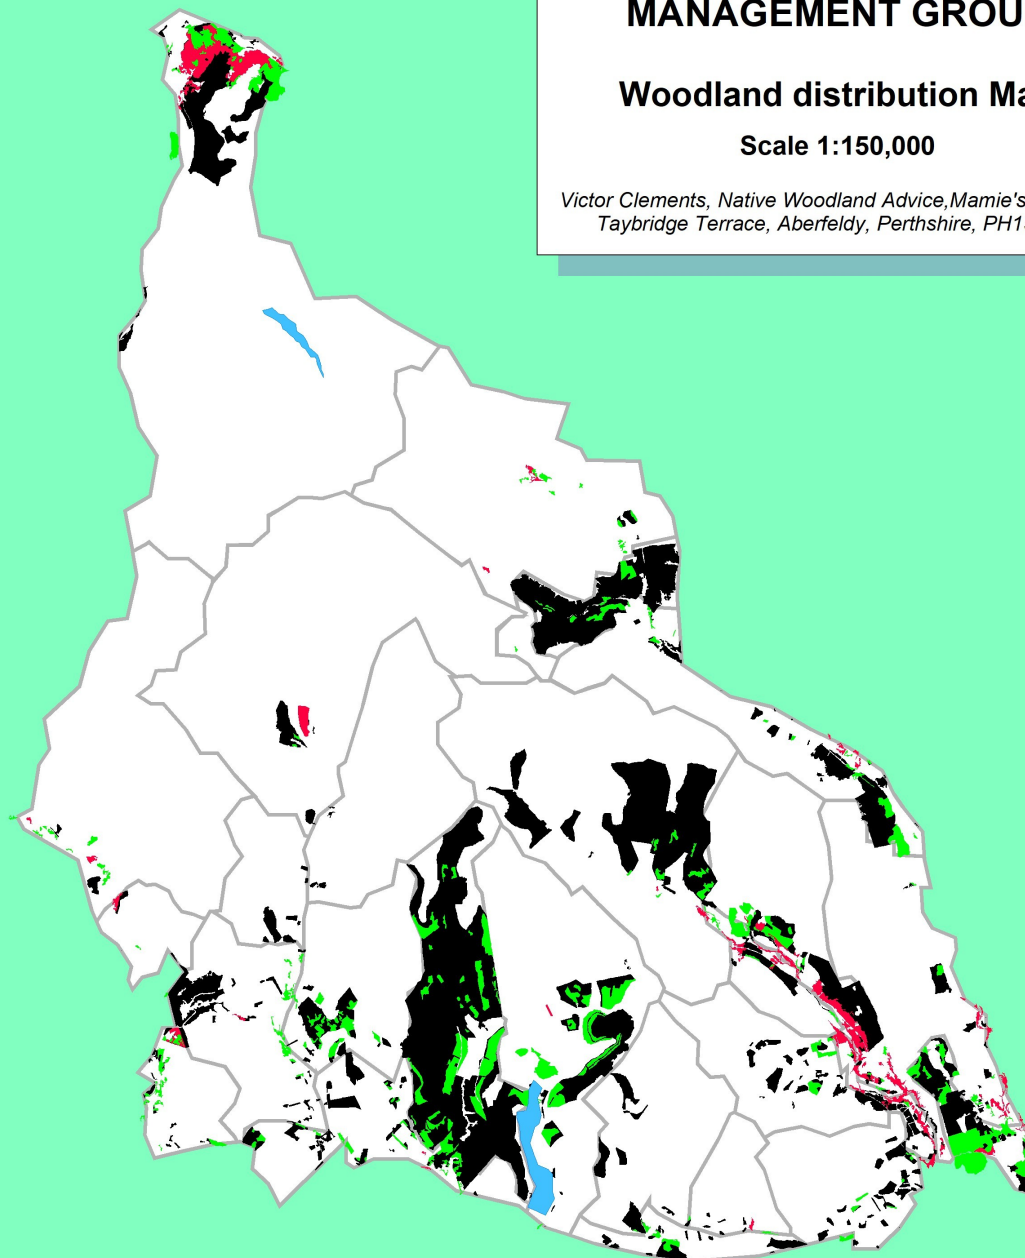 MANAGEMENT GROU
Woodland distribution Ma
Scale 1:150,000
Victor Clements, Native Woodland Advice,Mamie's
Taybridge Terrace, Aberfeldy, Perthshire, PH1